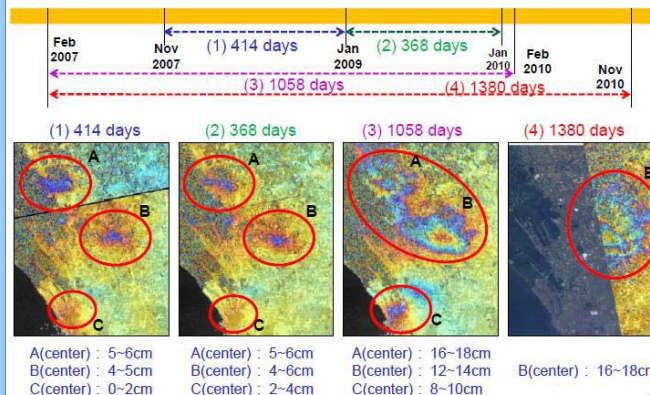 Feb
2007
Nov
2007
(1) 414 days
Jan
2009
(2) 368 days
Jan
2010
Feb
2010
Nov
2010
(3) 1058 days
(4) 1380 days
(1) 414 days
(2) 368 days
(3) 1058 days
(4) 1380 days
A
B
C
A
B
C
A
B
C
A(center) : 5~6cm
B(center) : 4~5cm
C(center) : 0~2cm
A(center) : 5~6cm
B(center) : 4~6cm
C(center) : 2~4cm
A(center) : 16~18cm
B(center) : 12~14cm
C(center) : 8~10cm
B(center) : 16~18c